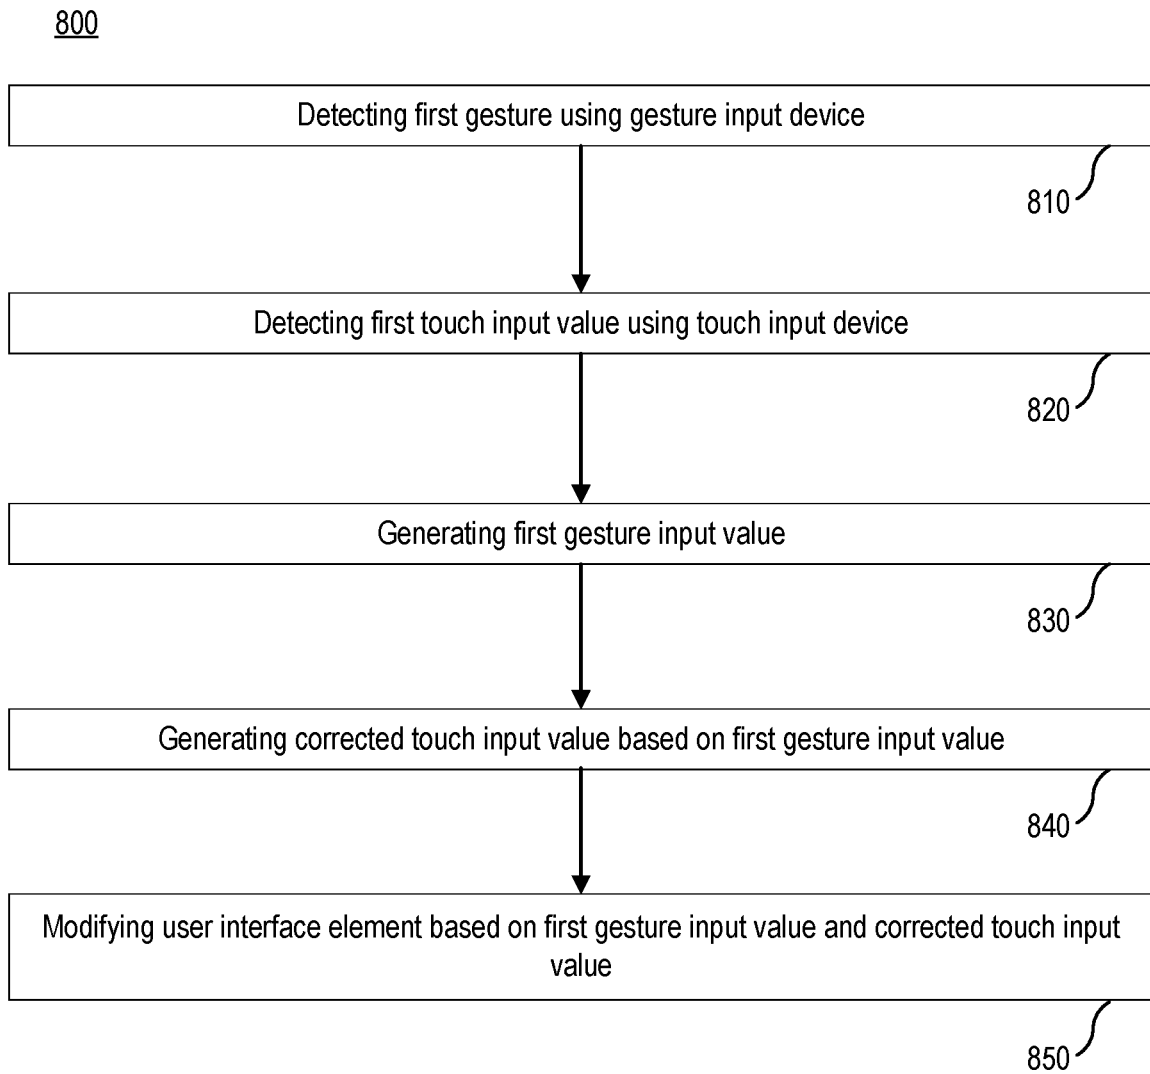 800
Detecting first gesture using gesture input device
810
Detecting first touch input value using touch input device
820
Generating first gesture input value
830
Generating corrected touch input value based on first gesture input value
840
Modifying user interface element based on first gesture input value and corrected touch input
value
850